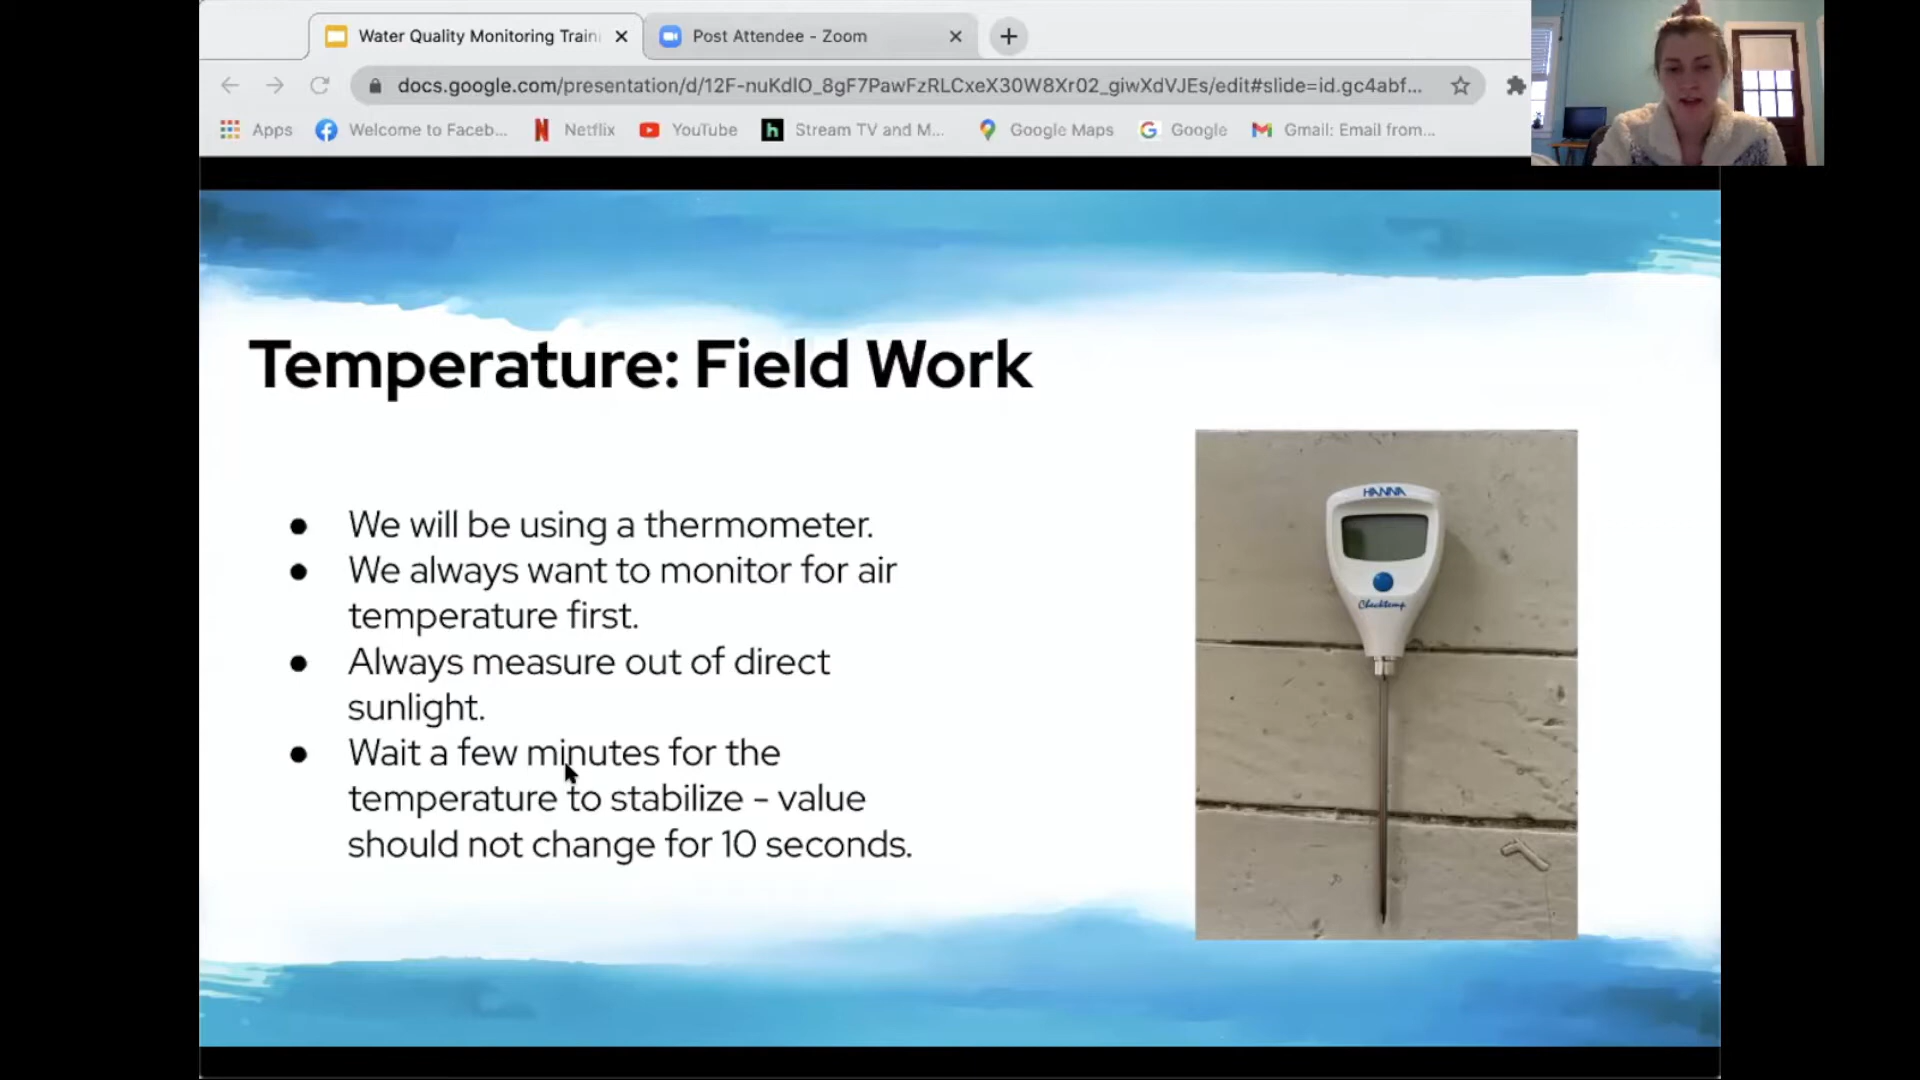 Water Quality Monitoring Train
Post Attendee - Zoom
docs.google.com/presentation/d/12F-nuKdlO_8gF7PawFzRLCxeX30W8Xr02_giwXdVJEs/edit#slide=id.gc4abf...
Apps Welcome to Faceb... Netflix YouTube Stream TV and M... Google Maps Google Gmail: Email from...
Temperature: Field Work
● We will be using a thermometer.
● We always want to monitor for air
temperature first.
● Always measure out of direct
sunlight.
● Wait a few minutes for the
temperature to stabilize - value
should not change for 10 seconds.
HANNA
Checktemp